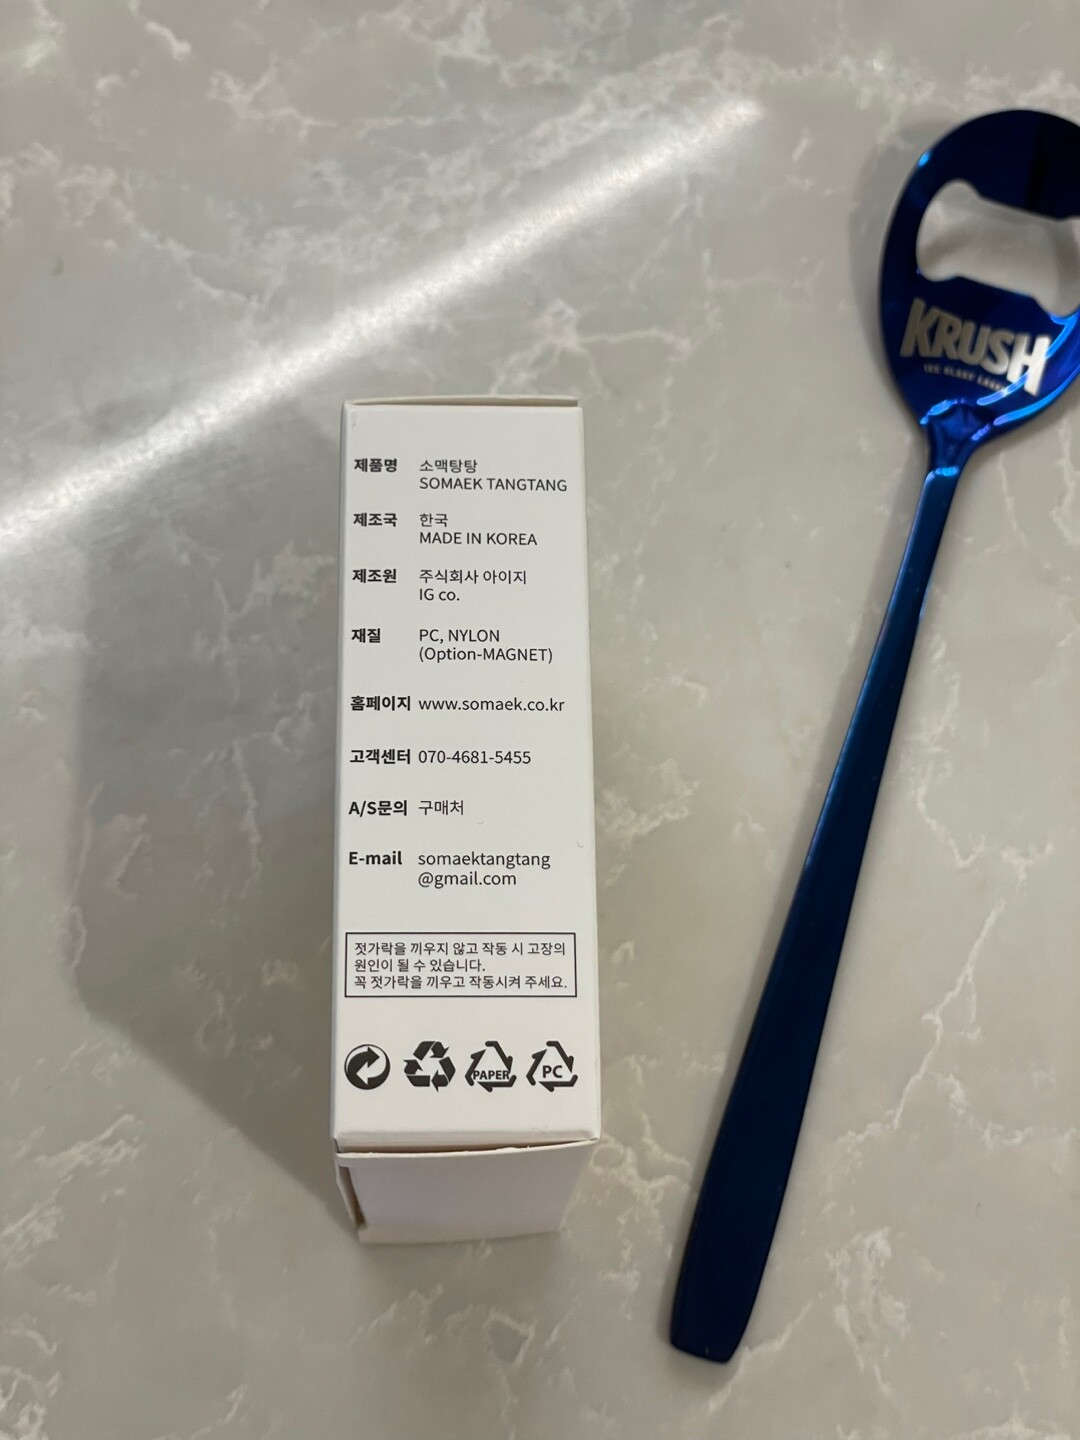 제품명 소맥탕탕
SOMAEK TANGTANG
제조국 한국
MADE IN KOREA
제조원 주식회사 아이지
IG co.
재질 PC, NYLON
(Option-MAGNET)
홈페이지 www.somaek.co.kr
고객센터 070-4681-5455
A/S문의 구매처
E-mail somaektangtang
@gmail.com
젓가락을 끼우지 않고 작동 시 고장의
원인이 될 수 있습니다.
꼭 젓가락을 끼우고 작동시켜 주세요.
PAPER PC
KRUSH